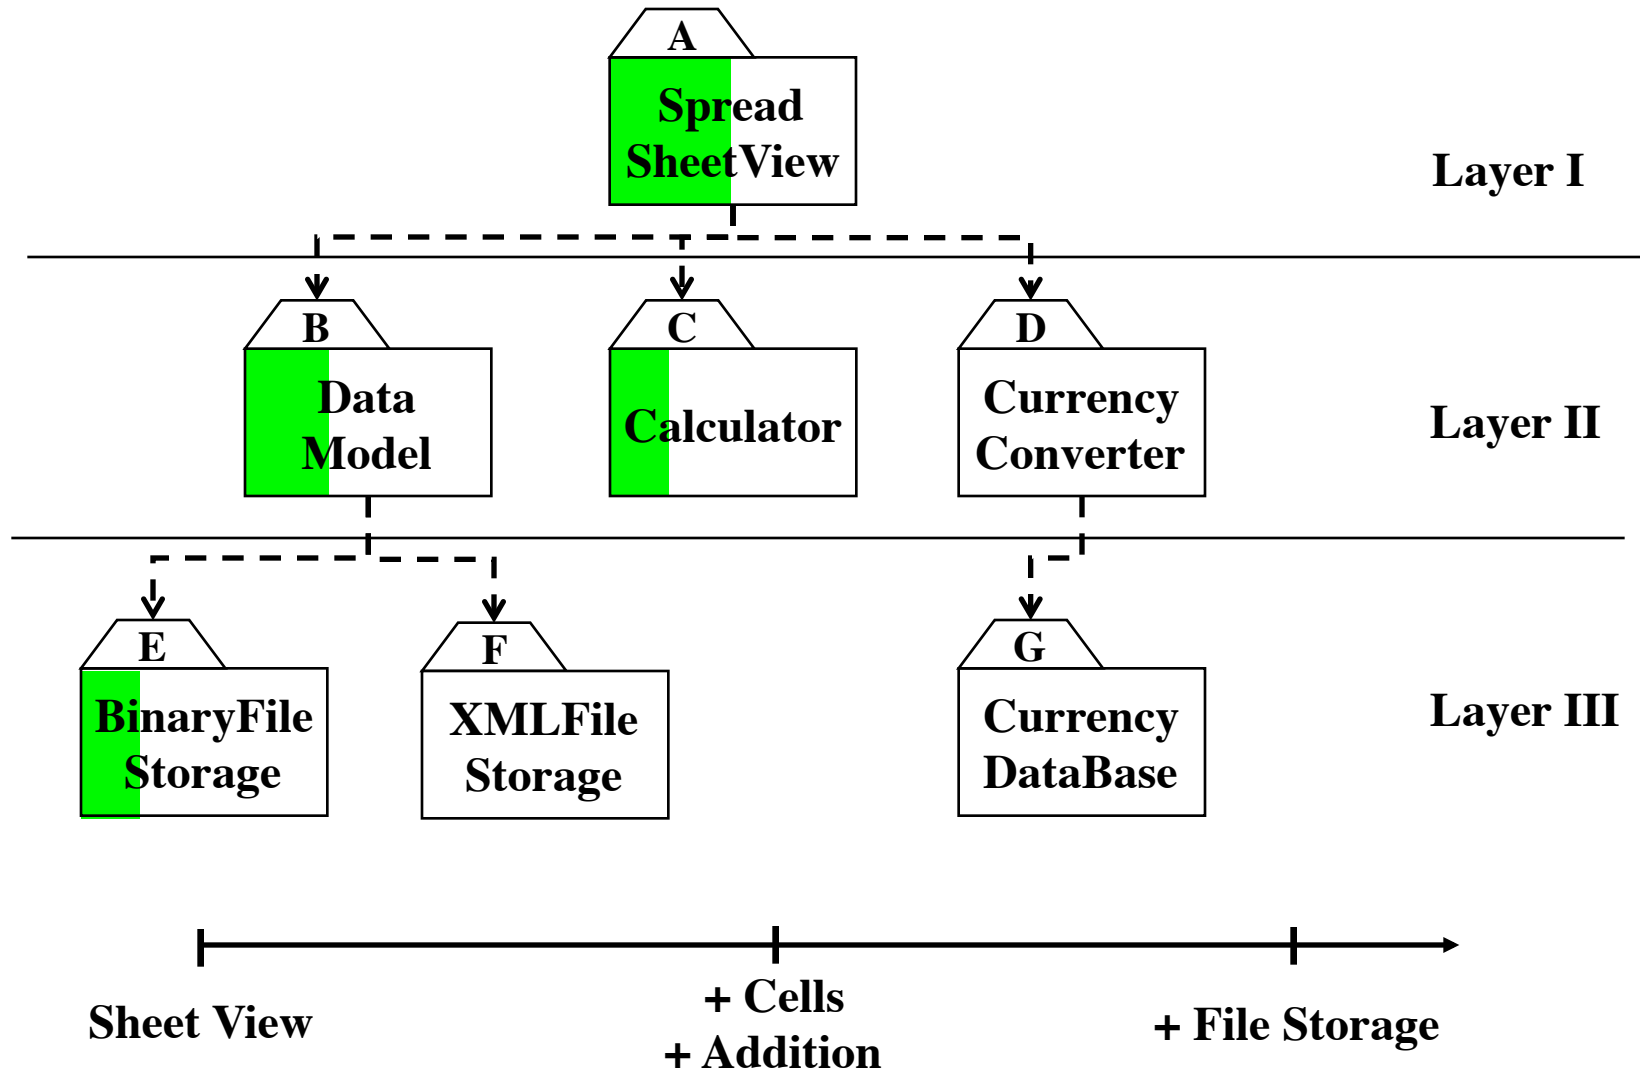 A
Spread
SheetView
Layer I
B
C
D
Data
Model
Calculator
Currency
Converter
Layer II
E
F
G
BinaryFile
Storage
XMLFile
Storage
Currency
DataBase
Layer III
Sheet View
+ Cells
+ Addition
+ File Storage